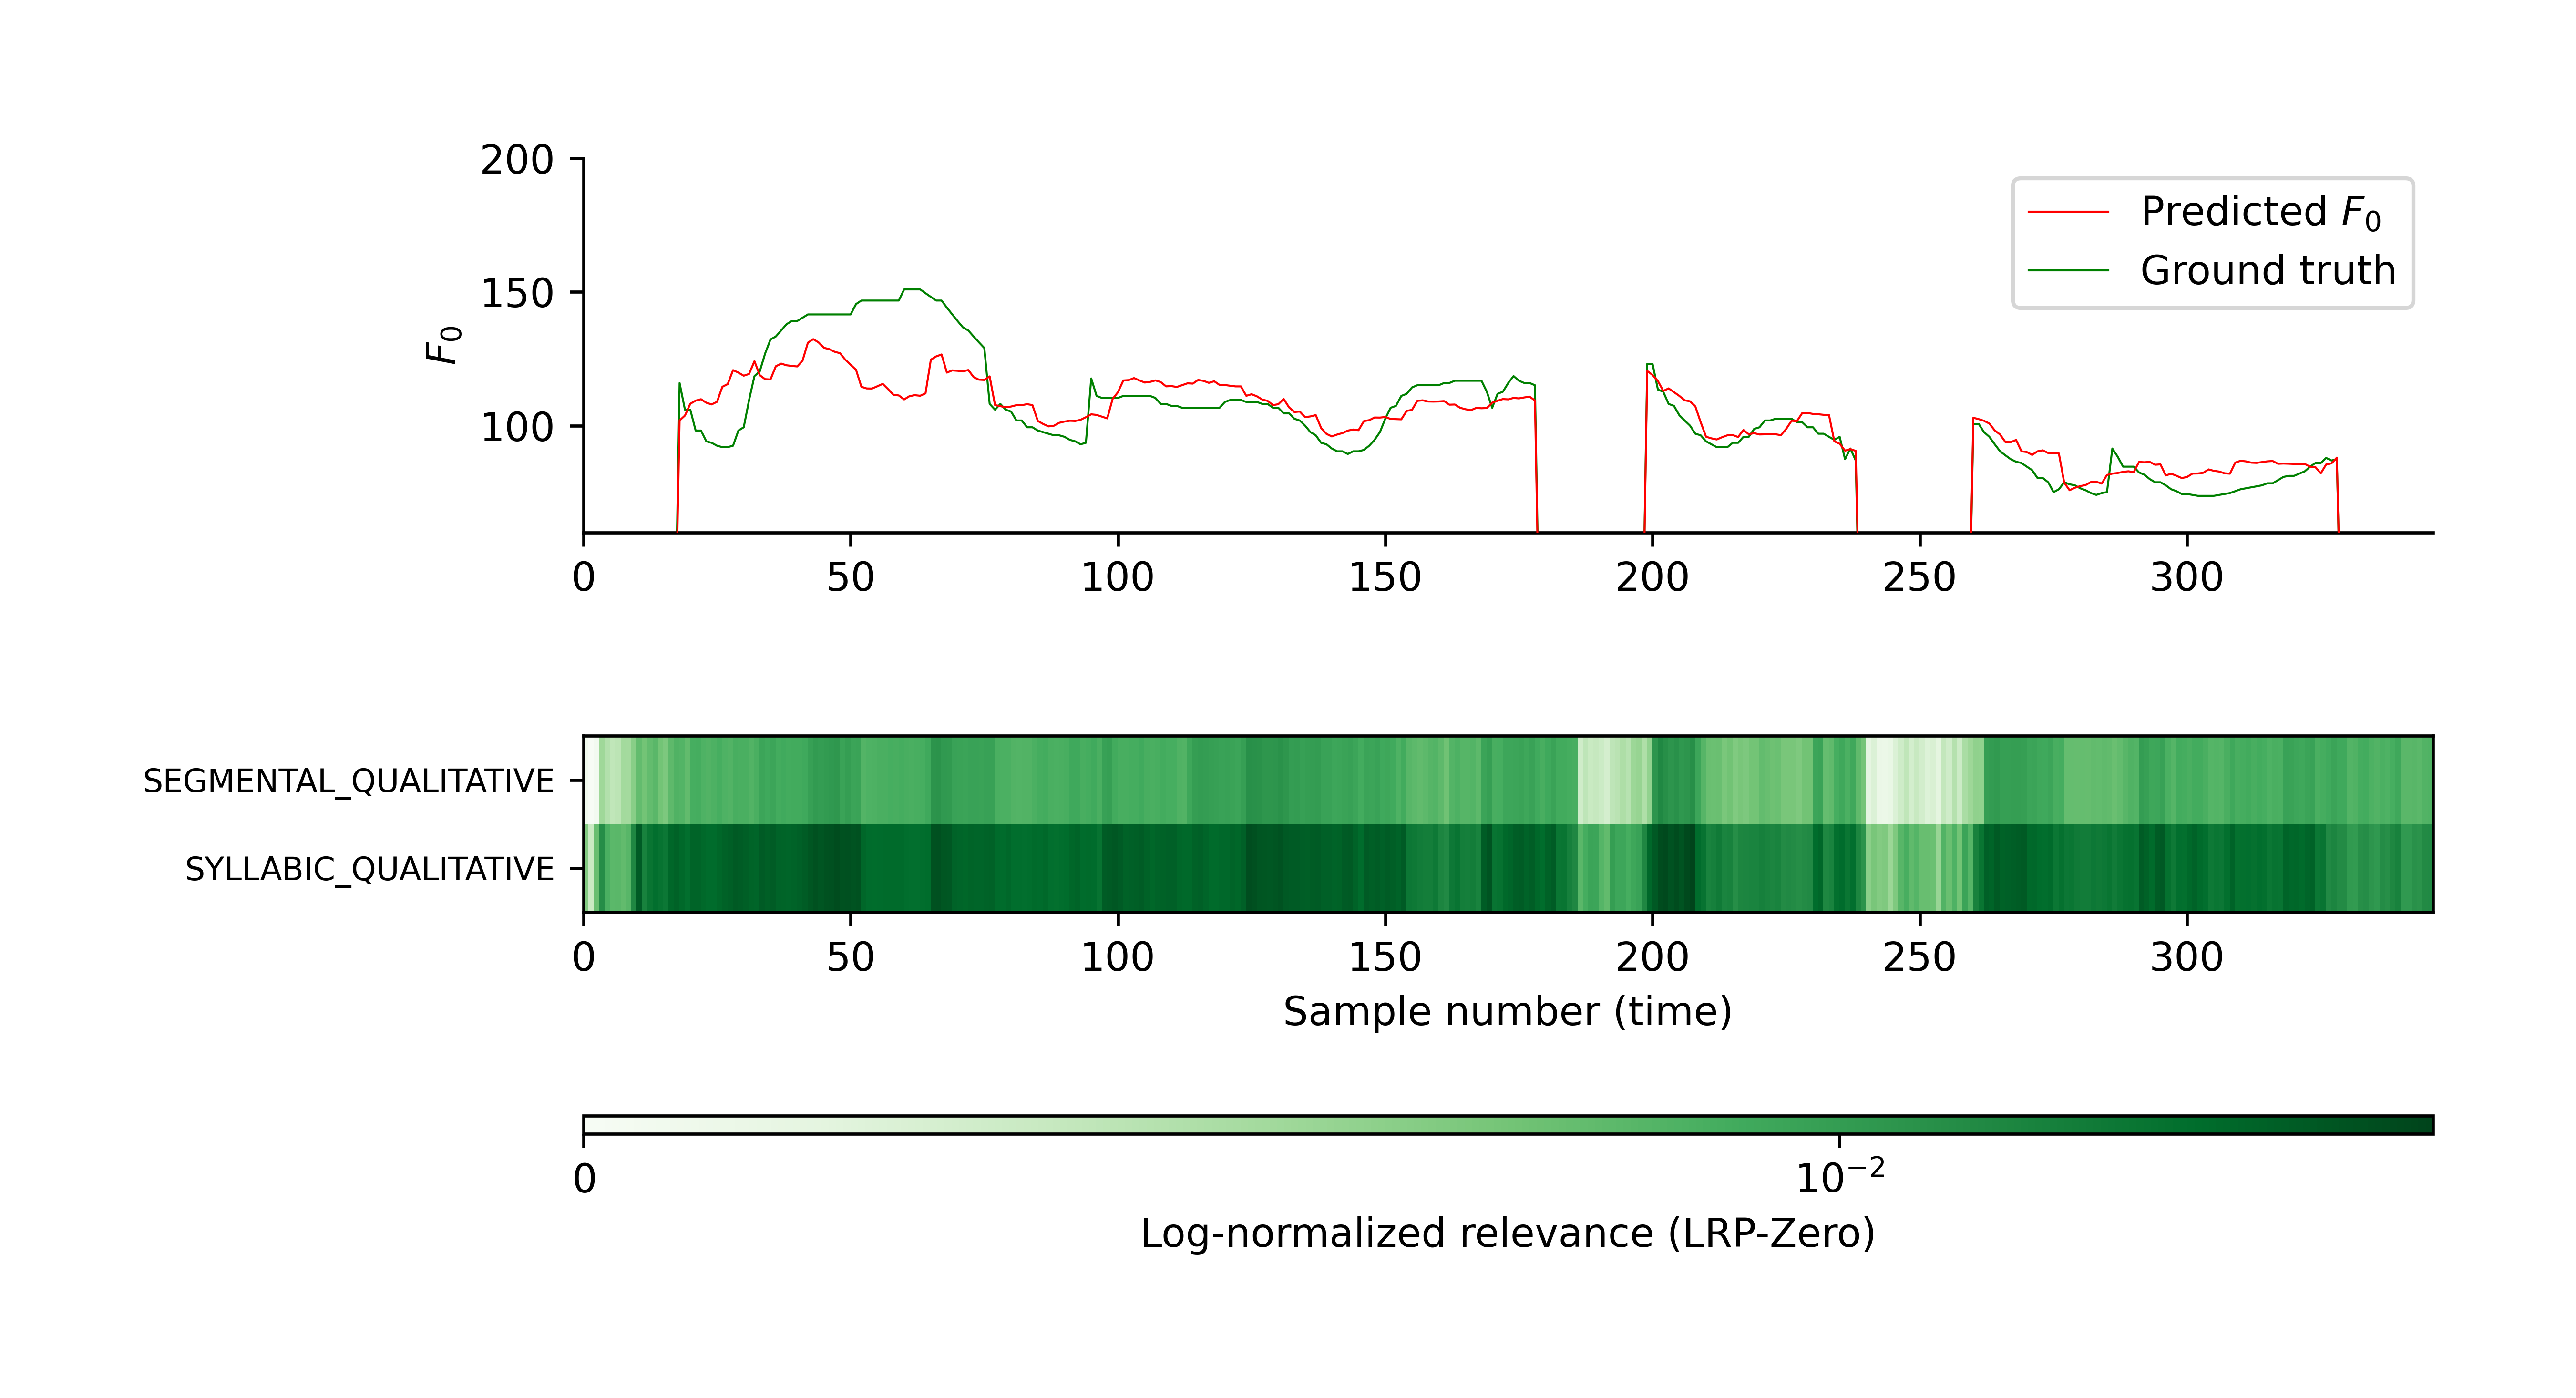 200
150
100
F₀
Predicted F₀
Ground truth
0 50 100 150 200 250 300
SEGMENTAL_QUALITATIVE
SYLLABIC_QUALITATIVE
0 50 100 150 200 250 300
Sample number (time)
0 10⁻²
Log-normalized relevance (LRP-Zero)